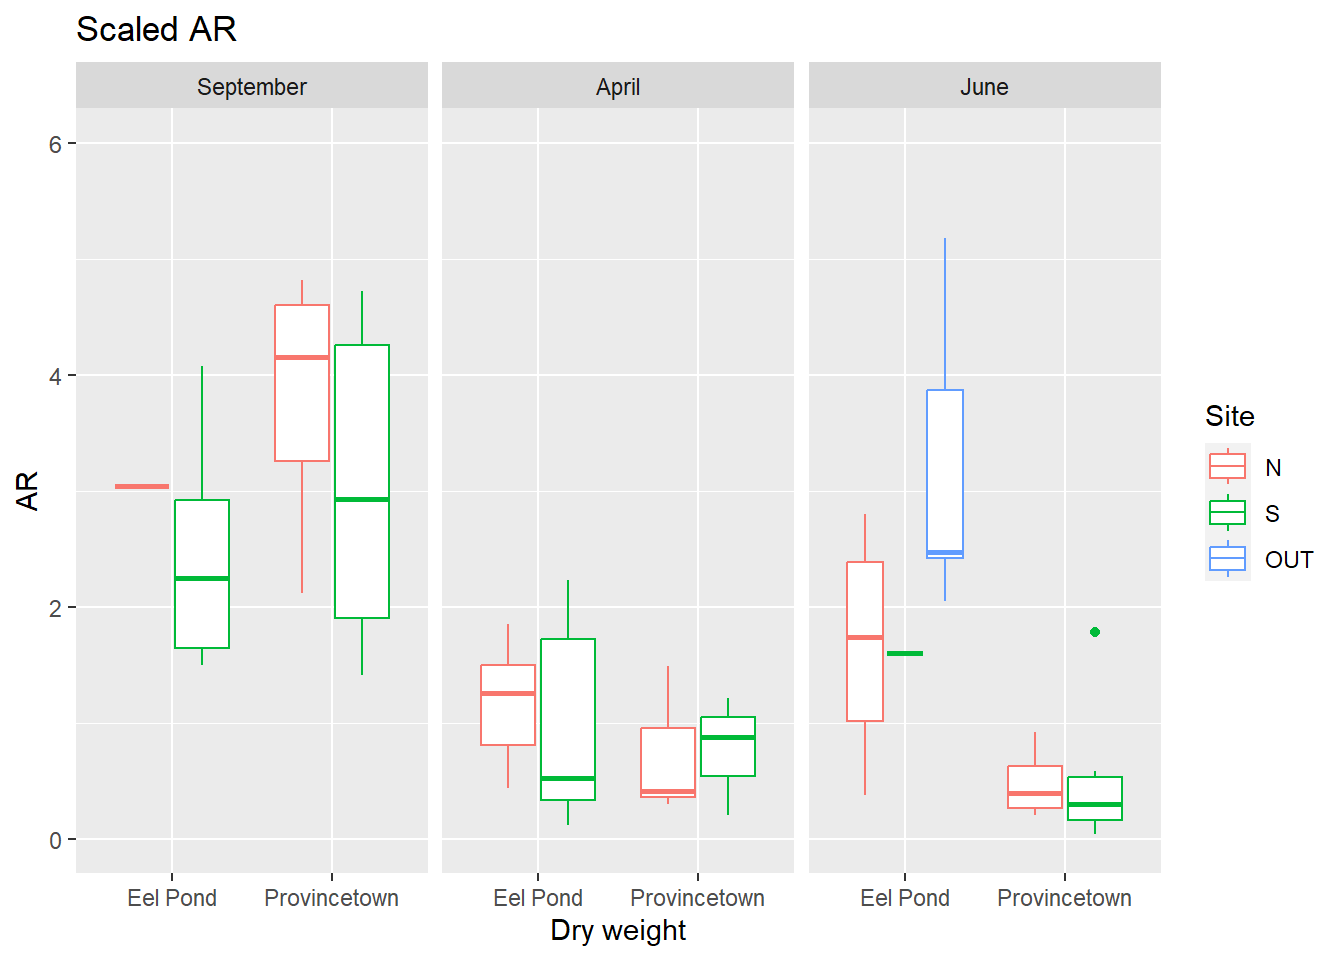 Scaled AR
September April June
6
4
2
0
AR
Eel Pond Provincetown Eel Pond Provincetown Eel Pond Provincetown
Dry weight
Site
N
S
OUT